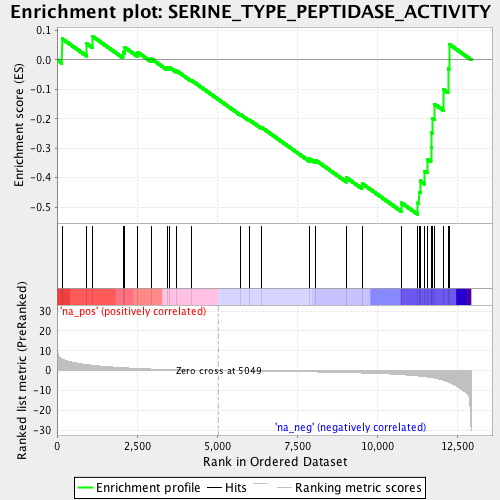 Enrichment plot: SERINE_TYPE_PEPTIDASE_ACTIVITY
Enrichment score (ES)
0.1
0.0
-0.1
-0.2
-0.3
-0.4
-0.5
'na_pos' (positively correlated)
Ranked list metric (PreRanked)
30
20
10
0
-10
-20
-30
Zero cross at 5049
'na_neg' (negatively correlated)
0 2,500 5,000 7,500 10,000 12,500
Rank in Ordered Dataset
Enrichment profile Hits Ranking metric scores